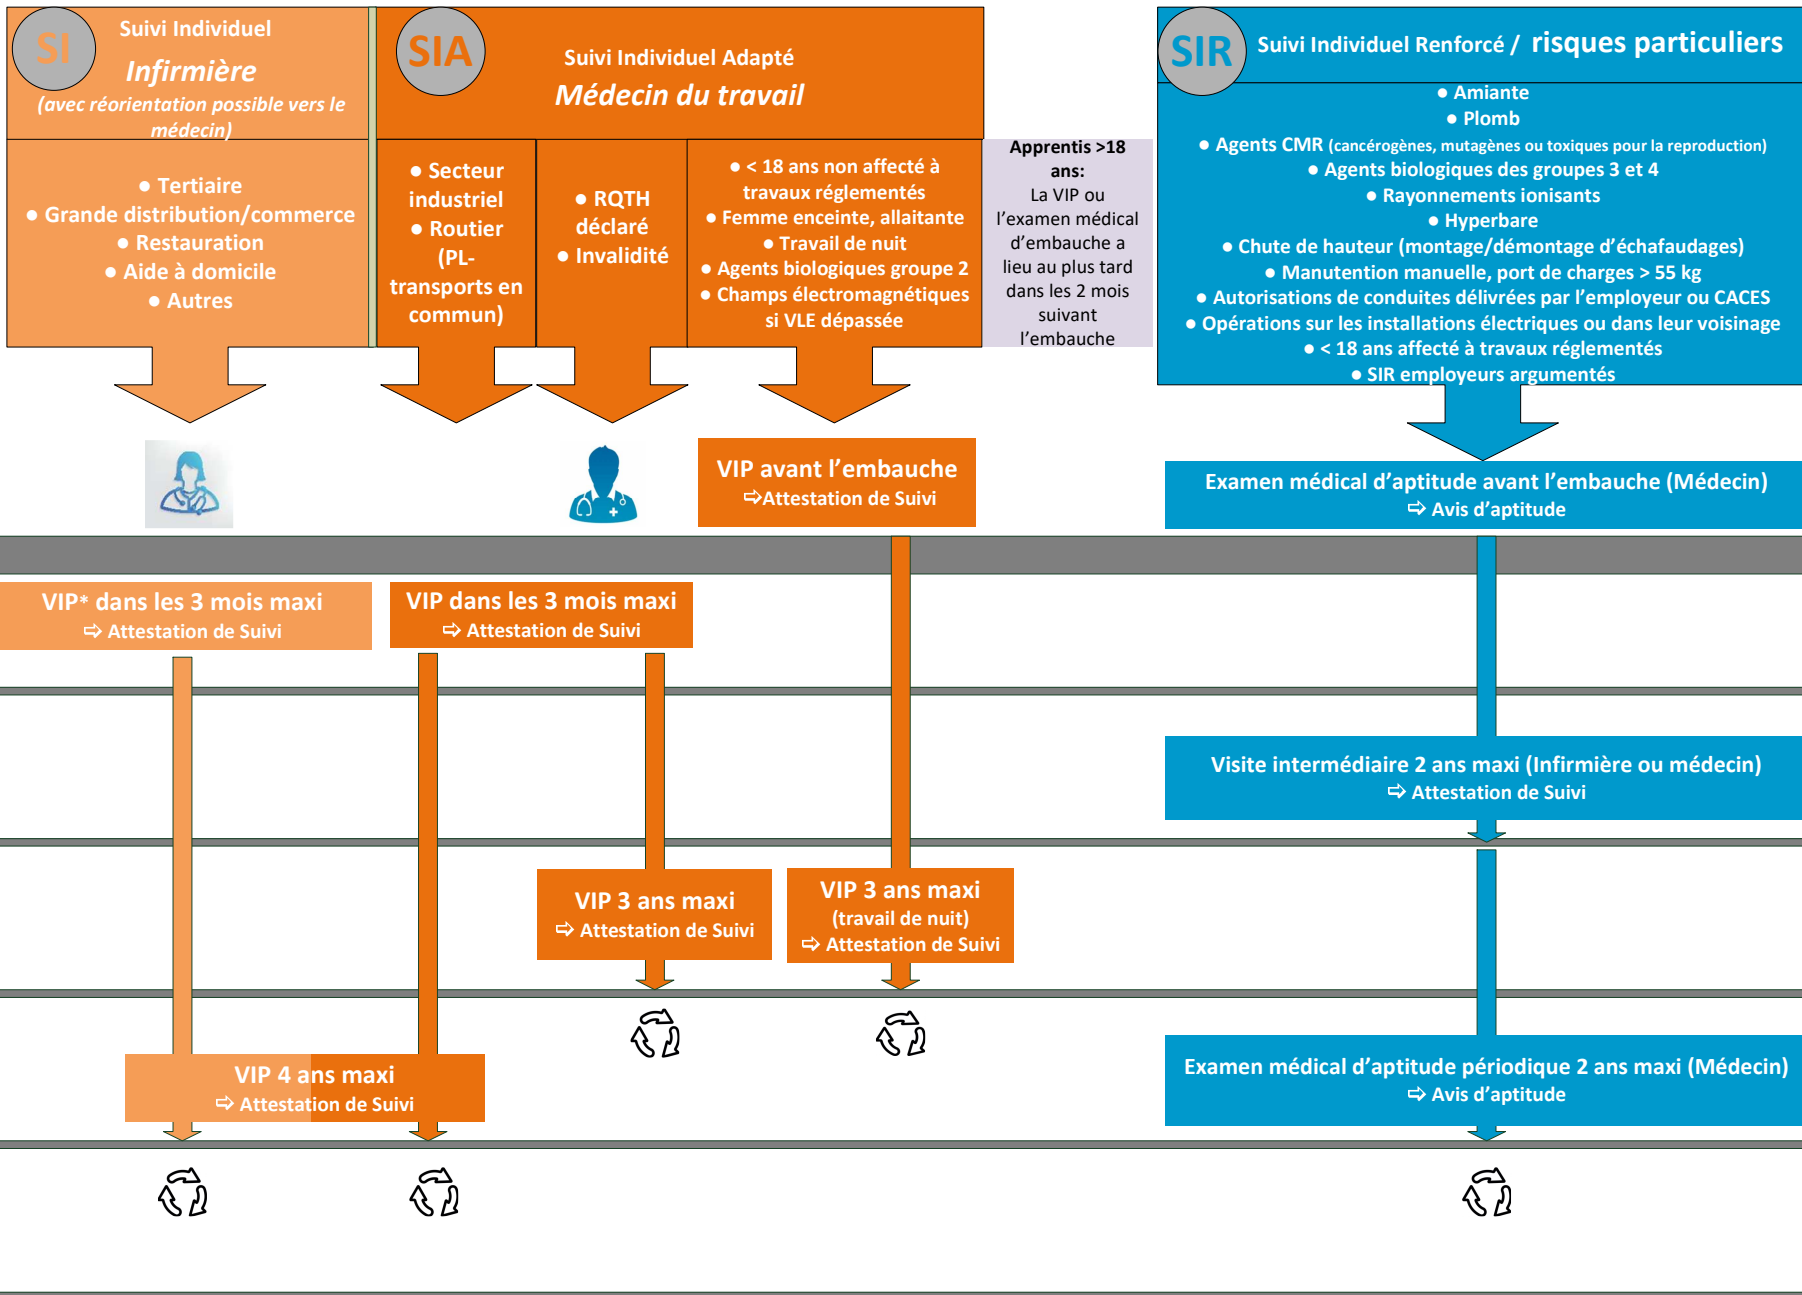 SI
Suivi Individuel
Infirmière
(avec réorientation possible vers le
médecin)
● Tertiaire
● Grande distribution/commerce
● Restauration
● Aide à domicile
● Autres
SIA
Suivi Individuel Adapté
Médecin du travail
● Secteur
industriel
● Routier
(PL-
transports en
commun)
● RQTH
déclaré
● Invalidité
● < 18 ans non affecté à
travaux réglementés
● Femme enceinte, allaitante
● Travail de nuit
● Agents biologiques groupe 2
● Champs électromagnétiques
si VLE dépassée
Apprentis >18
ans:
La VIP ou
l’examen médical
d’embauche a
lieu au plus tard
dans les 2 mois
suivant
l’embauche
SIR
Suivi Individuel Renforcé / risques particuliers
● Amiante
● Plomb
● Agents CMR (cancérogènes, mutagènes ou toxiques pour la reproduction)
● Agents biologiques des groupes 3 et 4
● Rayonnements ionisants
● Hyperbare
● Chute de hauteur (montage/démontage d’échafaudages)
● Manutention manuelle, port de charges > 55 kg
● Autorisations de conduites délivrées par l’employeur ou CACES
● Opérations sur les installations électriques ou dans leur voisinage
● < 18 ans affecté à travaux réglementés
● SIR employeurs argumentés
VIP avant l’embauche
⇨Attestation de Suivi
Examen médical d’aptitude avant l’embauche (Médecin)
⇨ Avis d’aptitude
VIP* dans les 3 mois maxi
⇨ Attestation de Suivi
VIP dans les 3 mois maxi
⇨ Attestation de Suivi
Visite intermédiaire 2 ans maxi (Infirmière ou médecin)
⇨ Attestation de Suivi
VIP 3 ans maxi
⇨ Attestation de Suivi
VIP 3 ans maxi
(travail de nuit)
⇨ Attestation de Suivi
VIP 4 ans maxi
⇨ Attestation de Suivi
Examen médical d’aptitude périodique 2 ans maxi (Médecin)
⇨ Avis d’aptitude